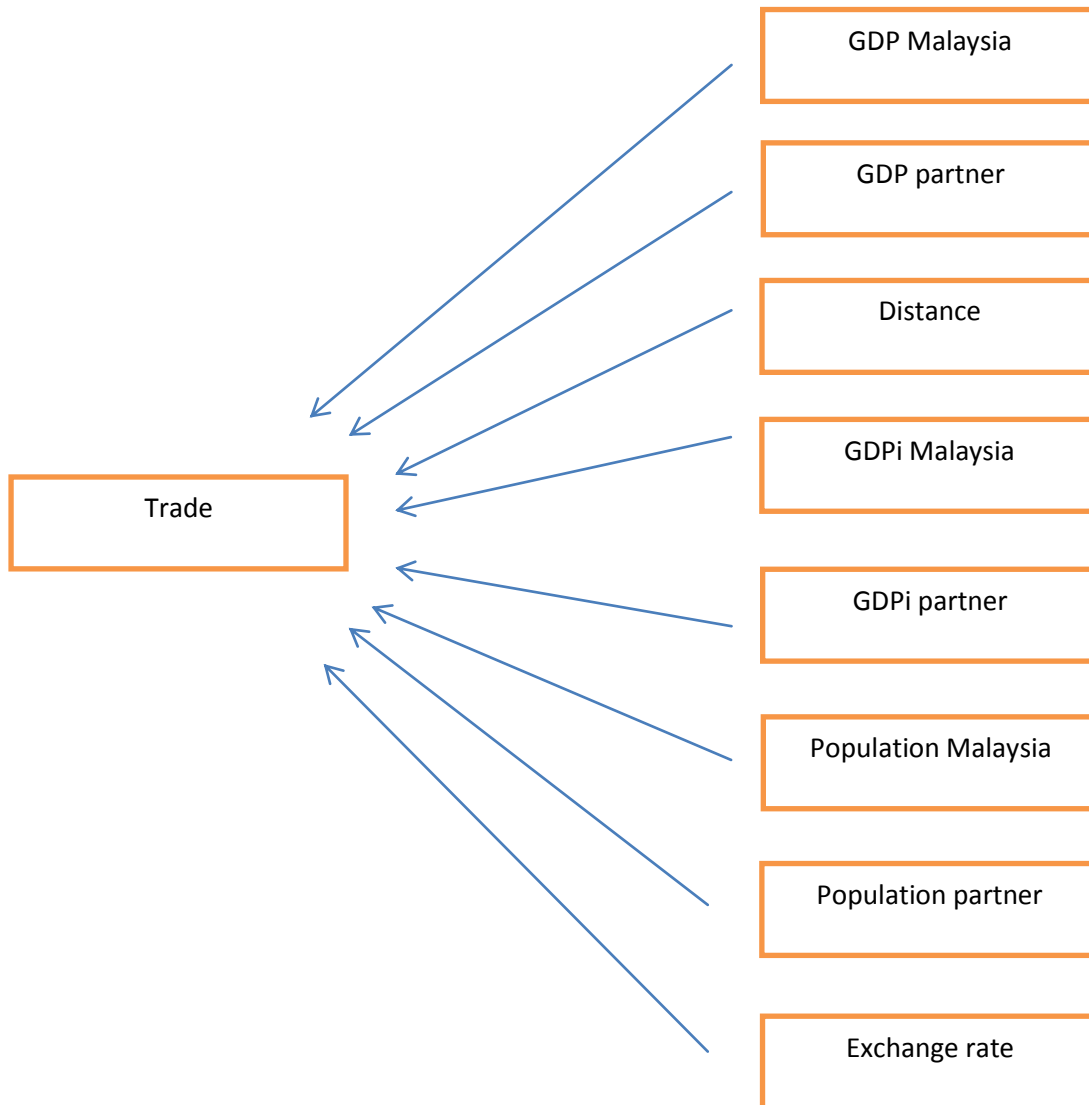 GDP Malaysia
GDP partner
Distance
GDPi Malaysia
Trade
GDPi partner
Population Malaysia
Population partner
Exchange rate